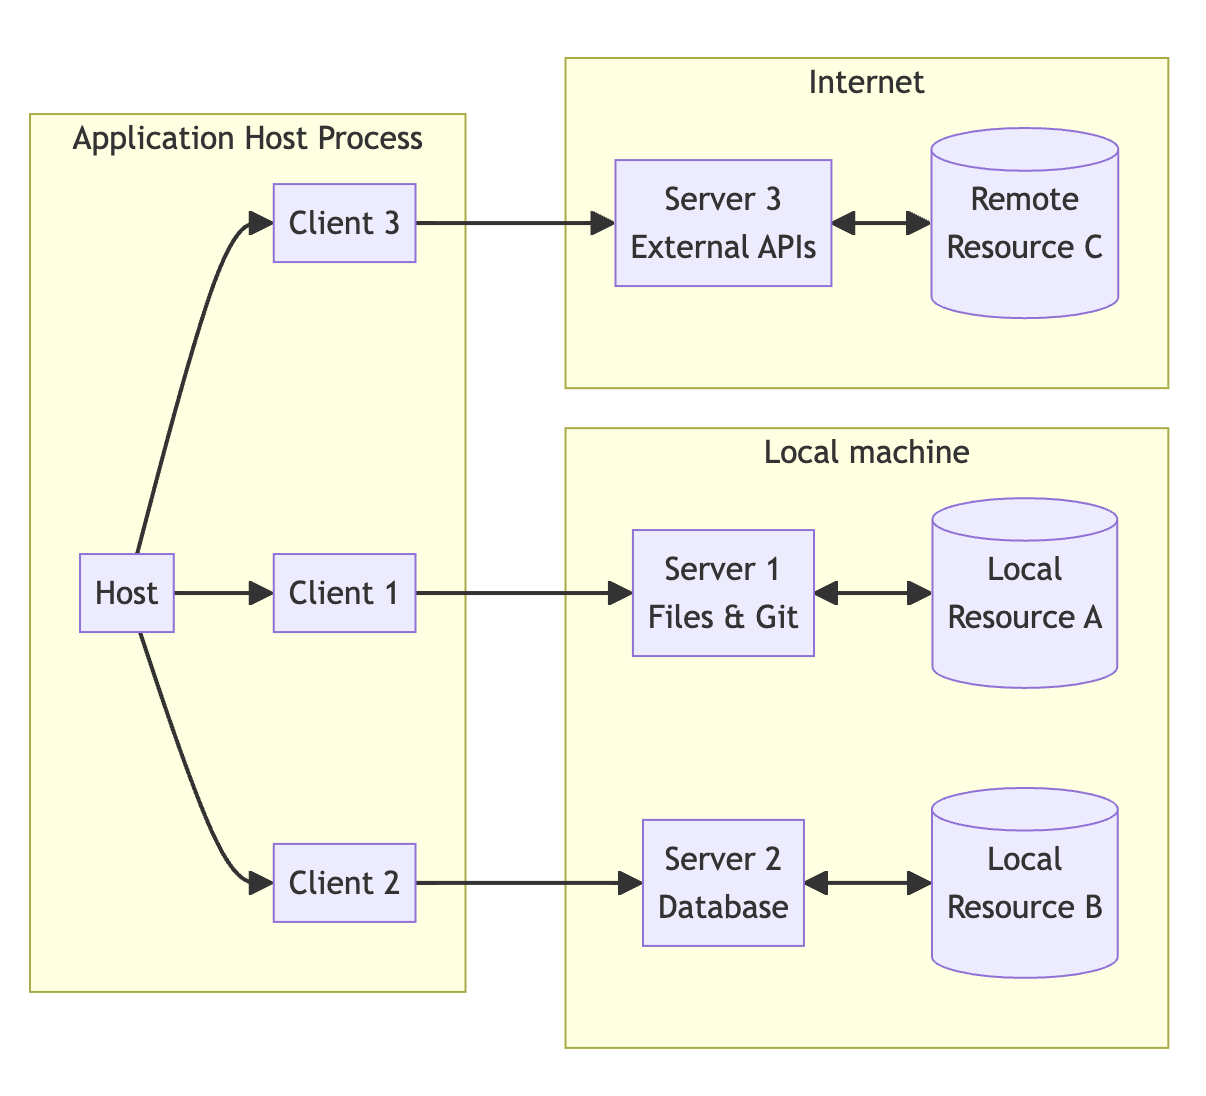 Internet
Application Host Process
Client 3
Server 3
External APIs
Remote
Resource C
Local machine
Host
Client 1
Server 1
Files & Git
Local
Resource A
Client 2
Server 2
Database
Local
Resource B